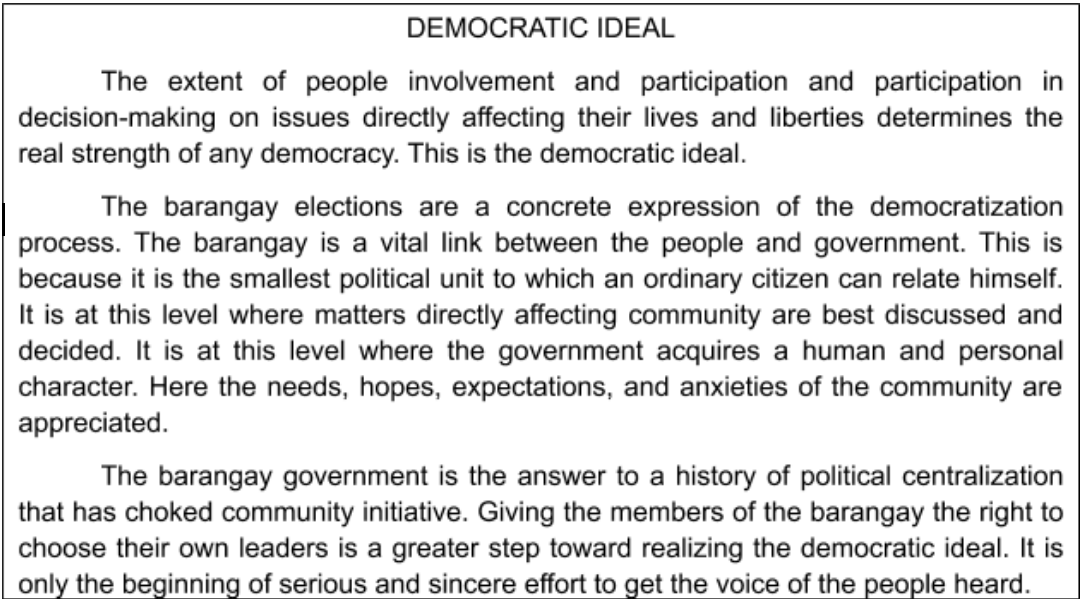 DEMOCRATIC IDEAL
The extent of people involvement and participation and participation in
decision-making on issues directly affecting their lives and liberties determines the
real strength of any democracy. This is the democratic ideal.
The barangay elections are a concrete expression of the democratization
process. The barangay is a vital link between the people and government. This is
because it is the smallest political unit to which an ordinary citizen can relate himself.
It is at this level where matters directly affecting community are best discussed and
decided. It is at this level where the government acquires a human and personal
character. Here the needs, hopes, expectations, and anxieties of the community are
appreciated.
The barangay government is the answer to a history of political centralization
that has choked community initiative. Giving the members of the barangay the right to
choose their own leaders is a greater step toward realizing the democratic ideal. It is
only the beginning of serious and sincere effort to get the voice of the people heard.